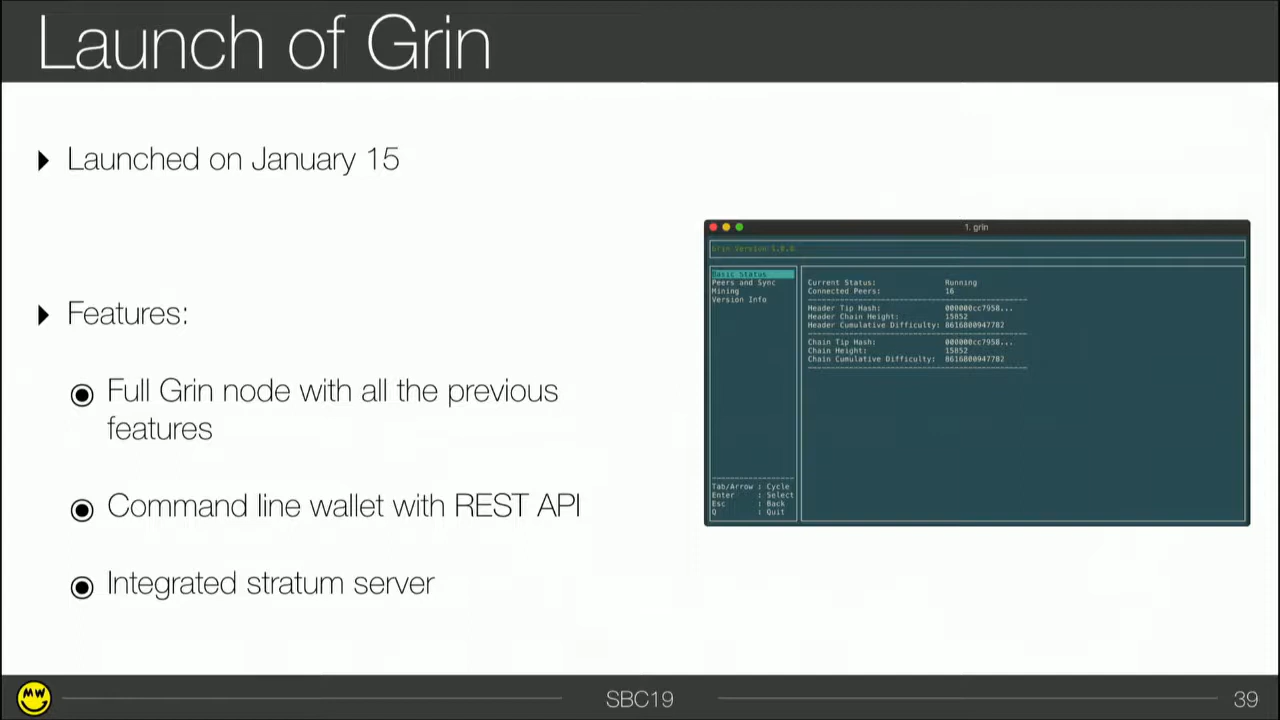 Launch of Grin
Launched on January 15
Features:
Full Grin node with all the previous
features
Command line wallet with REST API
Integrated stratum server
1. grin
Grin Version
Basic Status
Peers and Sync
Mining
Version Info
Current Status: Running
Connected Peers: 16
Header Tip Hash: 000000cc7958...
Header Chain Height: 15852
Header Cumulative Difficulty: 8616800947782
Chain Tip Hash: 000000cc7958...
Chain Height: 15852
Chain Cumulative Difficulty: 8616800947782
Tab/Arrow : Cycle
Enter : Select
Esc : Back
Q : Quit
MW
SBC19
39